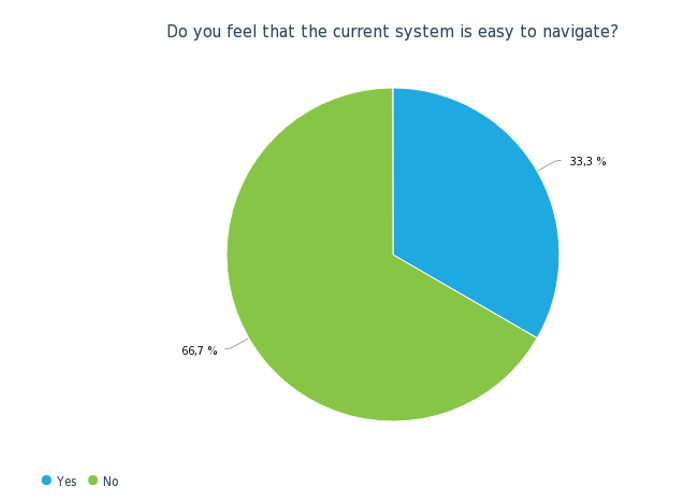 Do you feel that the current system is easy to navigate?
33,3 %
66,7 %
Yes No